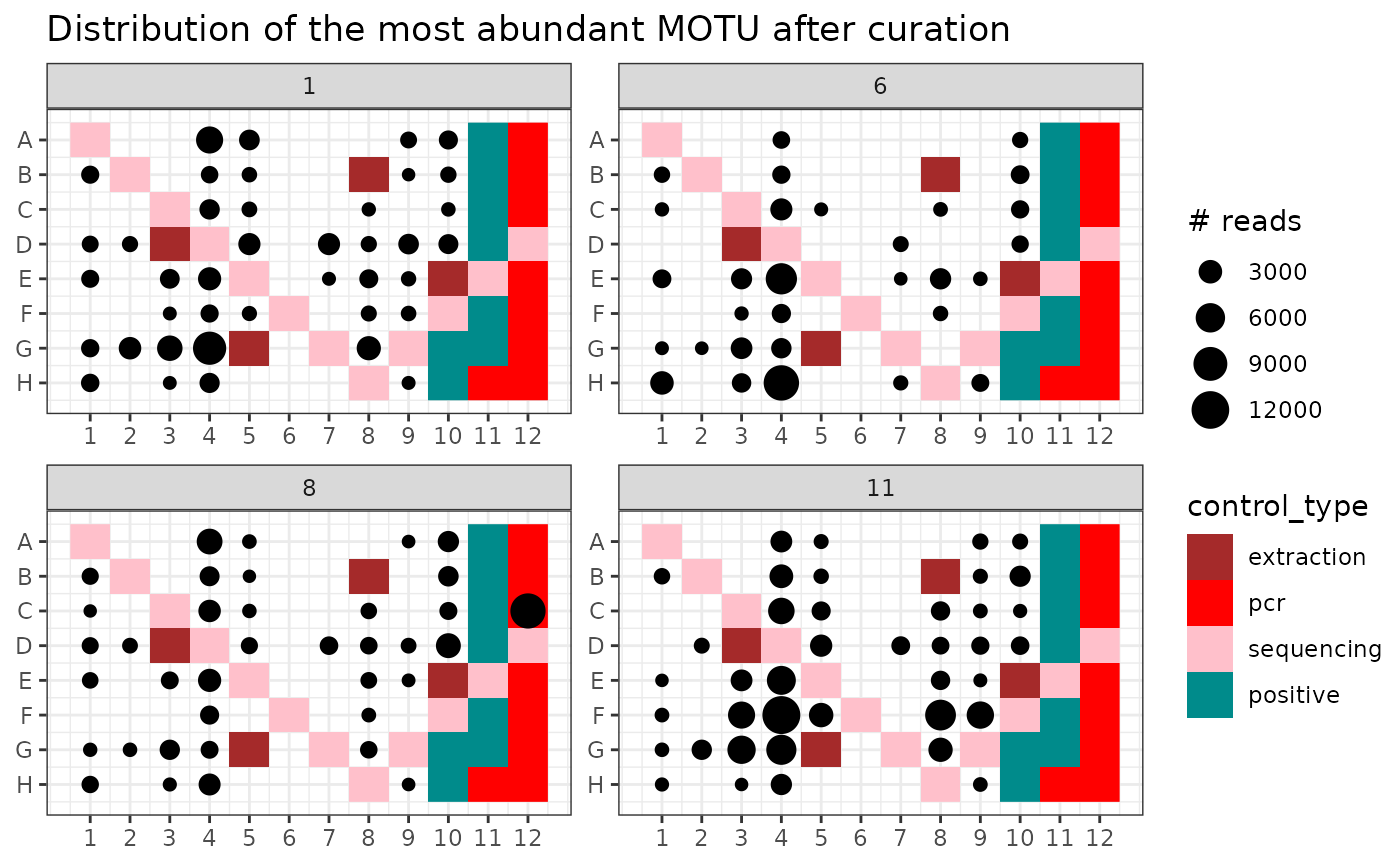 Distribution of the most abundant MOTU after curation
1
6
A
B
C
D
E
F
G
H
1 2 3 4 5 6 7 8 9 10 11 12
A
B
C
D
E
F
G
H
1 2 3 4 5 6 7 8 9 10 11 12
8
11
A
B
C
D
E
F
G
H
1 2 3 4 5 6 7 8 9 10 11 12
A
B
C
D
E
F
G
H
1 2 3 4 5 6 7 8 9 10 11 12
# reads
3000
6000
9000
12000
control_type
extraction
pcr
sequencing
positive